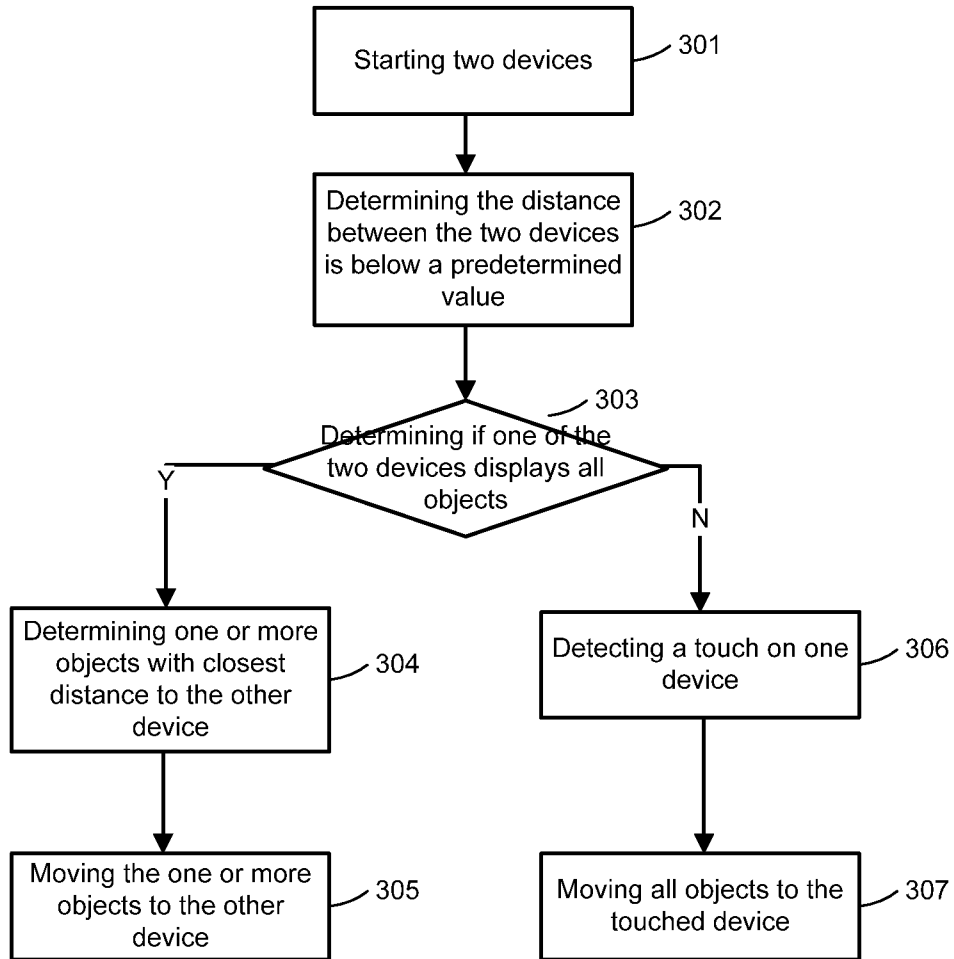 Starting two devices
301
Determining the distance
between the two devices
is below a predetermined
value
302
303
Determining if one of the
two devices displays all
objects
Y
N
Determining one or more
objects with closest
distance to the other
device
304
Detecting a touch on one
device
306
Moving the one or more
objects to the other
device
305
Moving all objects to the
touched device
307